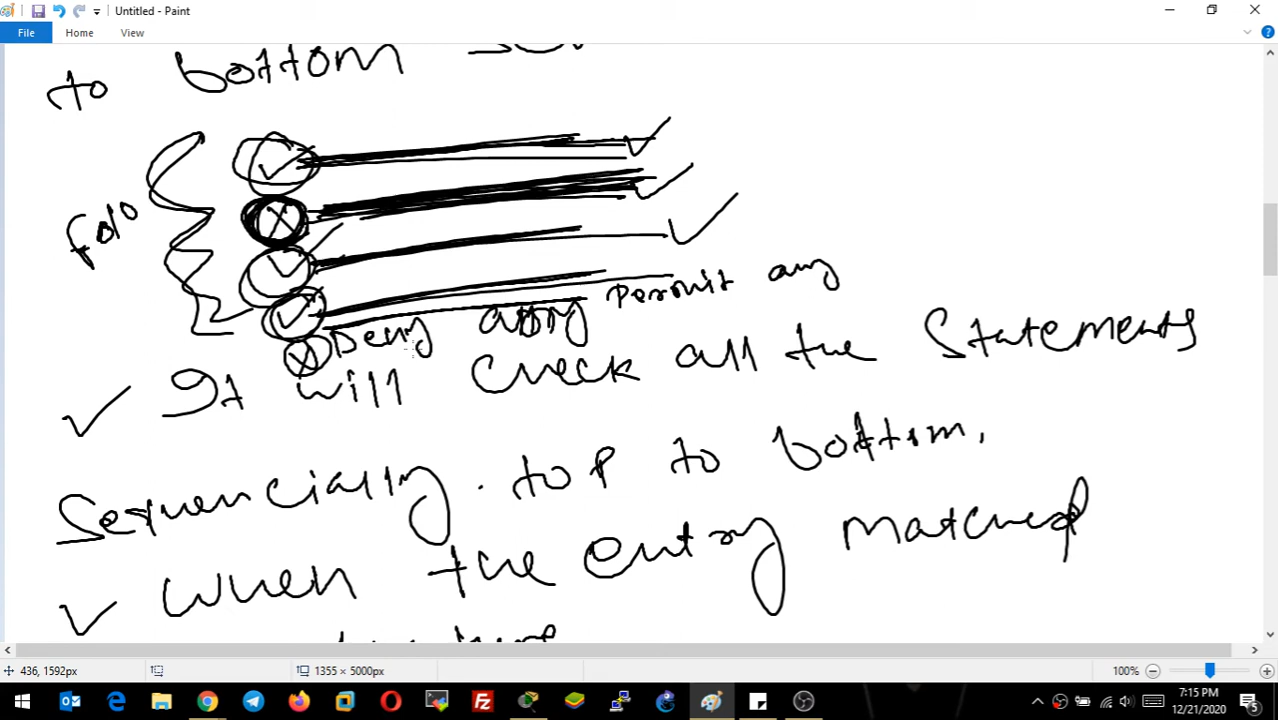 Untitled - Paint
File Home View
to bottom
Permit any
Deny any
It will check all the Statements
Sequencially. top to bottom.
when the entry matched
436, 1592px 1355 × 5000px 100%
7:15 PM
12/21/2020
5